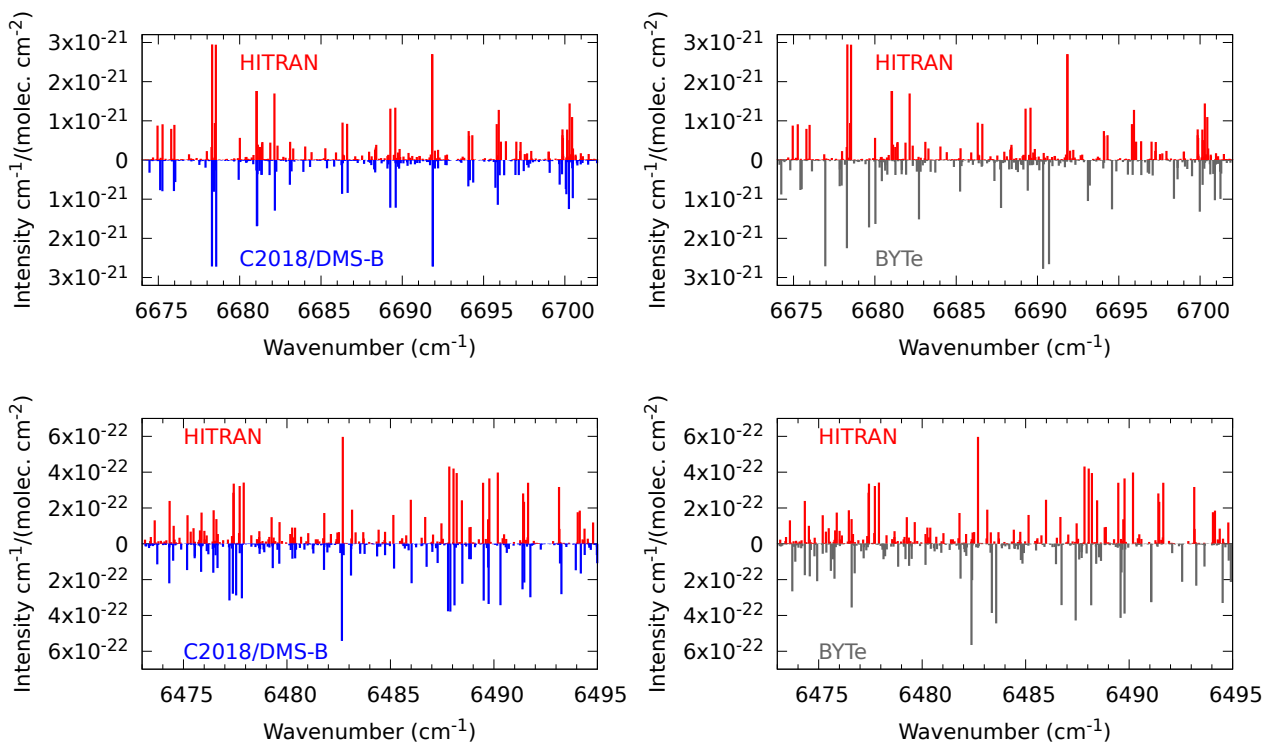 3x10⁻²¹
2x10⁻²¹
1x10⁻²¹
0
1x10⁻²¹
2x10⁻²¹
3x10⁻²¹
Intensity cm⁻¹/(molec. cm⁻²)
HITRAN
C2018/DMS-B
6675 6680 6685 6690 6695 6700
Wavenumber (cm⁻¹)
3x10⁻²¹
2x10⁻²¹
1x10⁻²¹
0
1x10⁻²¹
2x10⁻²¹
3x10⁻²¹
Intensity cm⁻¹/(molec. cm⁻²)
HITRAN
BYTe
6675 6680 6685 6690 6695 6700
Wavenumber (cm⁻¹)
6x10⁻²²
4x10⁻²²
2x10⁻²²
0
2x10⁻²²
4x10⁻²²
6x10⁻²²
Intensity cm⁻¹/(molec. cm⁻²)
HITRAN
C2018/DMS-B
6475 6480 6485 6490 6495
Wavenumber (cm⁻¹)
6x10⁻²²
4x10⁻²²
2x10⁻²²
0
2x10⁻²²
4x10⁻²²
6x10⁻²²
Intensity cm⁻¹/(molec. cm⁻²)
HITRAN
BYTe
6475 6480 6485 6490 6495
Wavenumber (cm⁻¹)